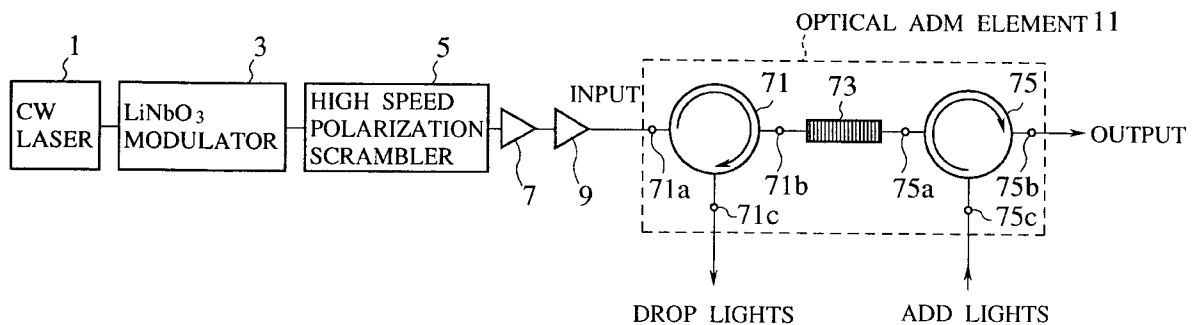 OPTICAL ADM ELEMENT 11
1
3
5
CW
LASER
LiNbO3
MODULATOR
HIGH SPEED
POLARIZATION
SCRAMBLER
7
9
INPUT
71
73
75
71a
71b
75a
75b
71c
75c
OUTPUT
DROP LIGHTS
ADD LIGHTS